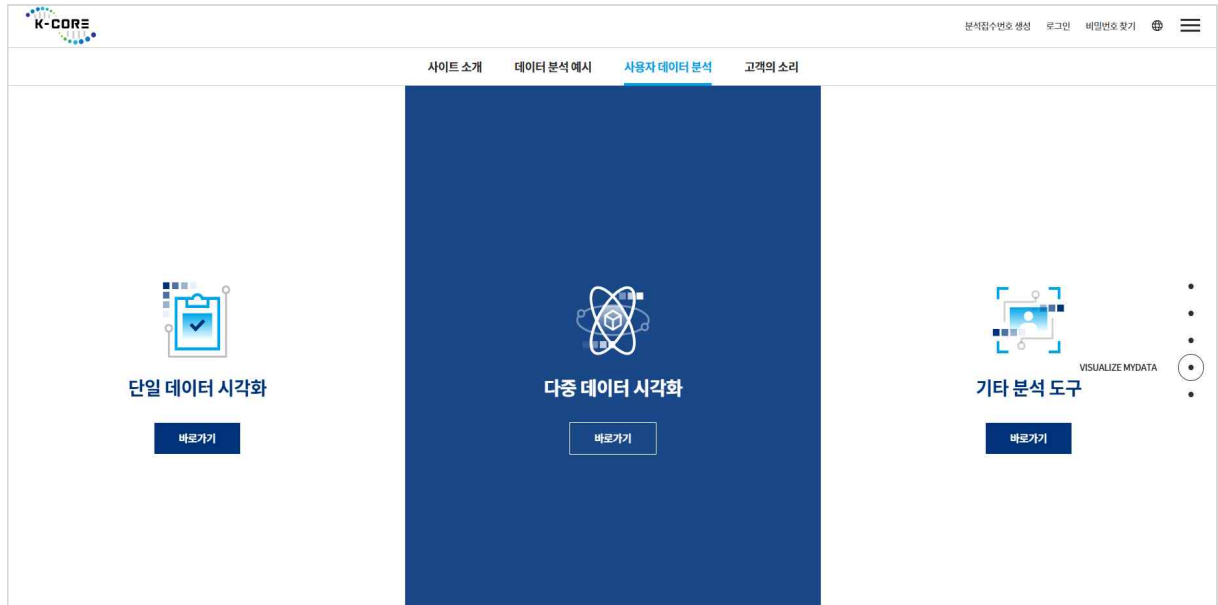 K-CORE
분석접수번호 생성 로그인 비밀번호 찾기
사이트 소개 데이터 분석 예시 사용자 데이터 분석 고객의 소리
단일 데이터 시각화
바로가기
다중 데이터 시각화
바로가기
기타 분석 도구
바로가기
VISUALIZE MYDATA